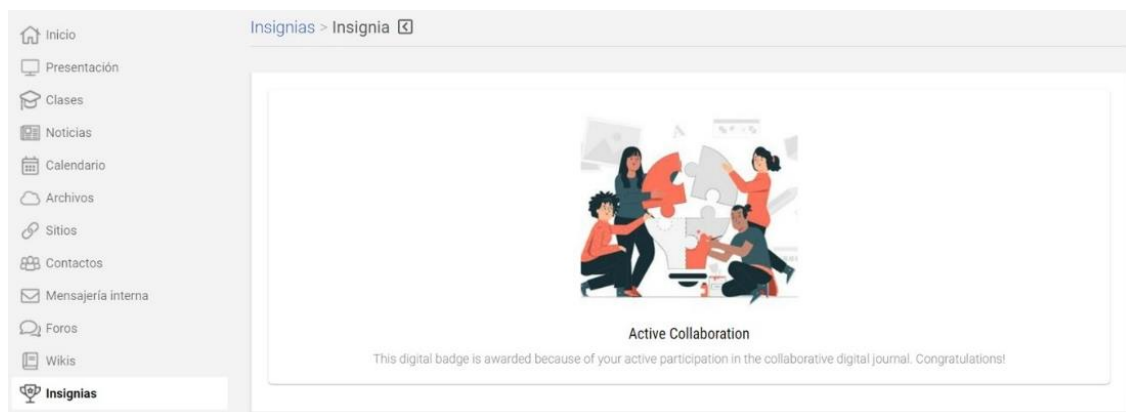 Inicio
Presentación
Clases
Noticias
Calendario
Archivos
Sitios
Contactos
Mensajería interna
Foros
Wikis
Insignias
Insignias > Insignia
Active Collaboration
This digital badge is awarded because of your active participation in the collaborative digital journal. Congratulations!